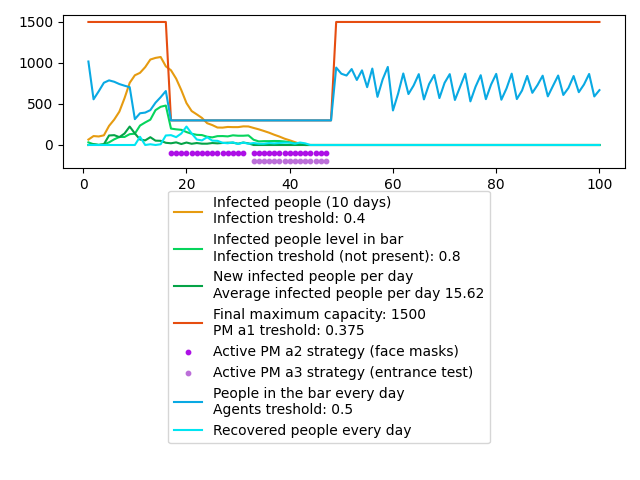 1500
1000
500
0
0 20 40 60 80 100
Infected people (10 days)
Infection treshold: 0.4
Infected people level in bar
Infection treshold (not present): 0.8
New infected people per day
Average infected people per day 15.62
Final maximum capacity: 1500
PM a1 treshold: 0.375
Active PM a2 strategy (face masks)
Active PM a3 strategy (entrance test)
People in the bar every day
Agents treshold: 0.5
Recovered people every day